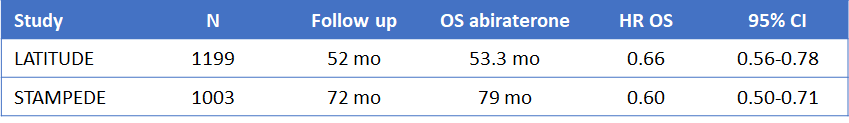 Study N Follow up OS abiraterone HR OS 95% CI
LATITUDE 1199 52 mo 53.3 mo 0.66 0.56-0.78
STAMPEDE 1003 72 mo 79 mo 0.60 0.50-0.71